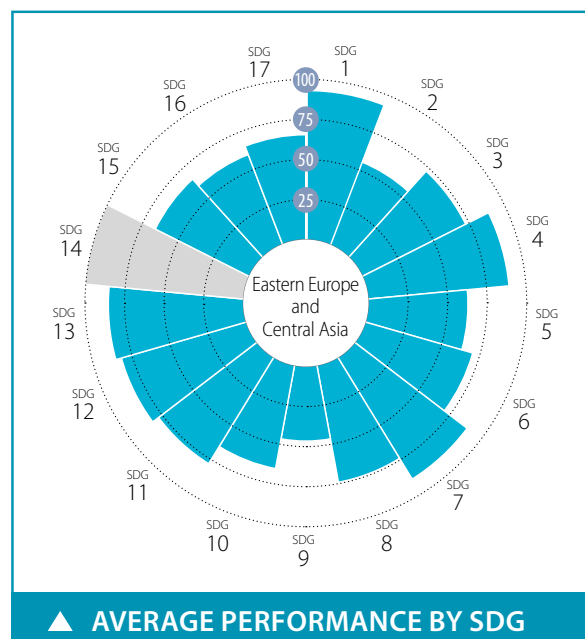 SDG
1
SDG
2
SDG
3
SDG
4
SDG
5
SDG
6
SDG
7
SDG
8
SDG
9
SDG
10
SDG
11
SDG
12
SDG
13
SDG
14
SDG
15
SDG
16
SDG
17
100
75
50
25
Eastern Europe
and
Central Asia
▲ AVERAGE PERFORMANCE BY SDG